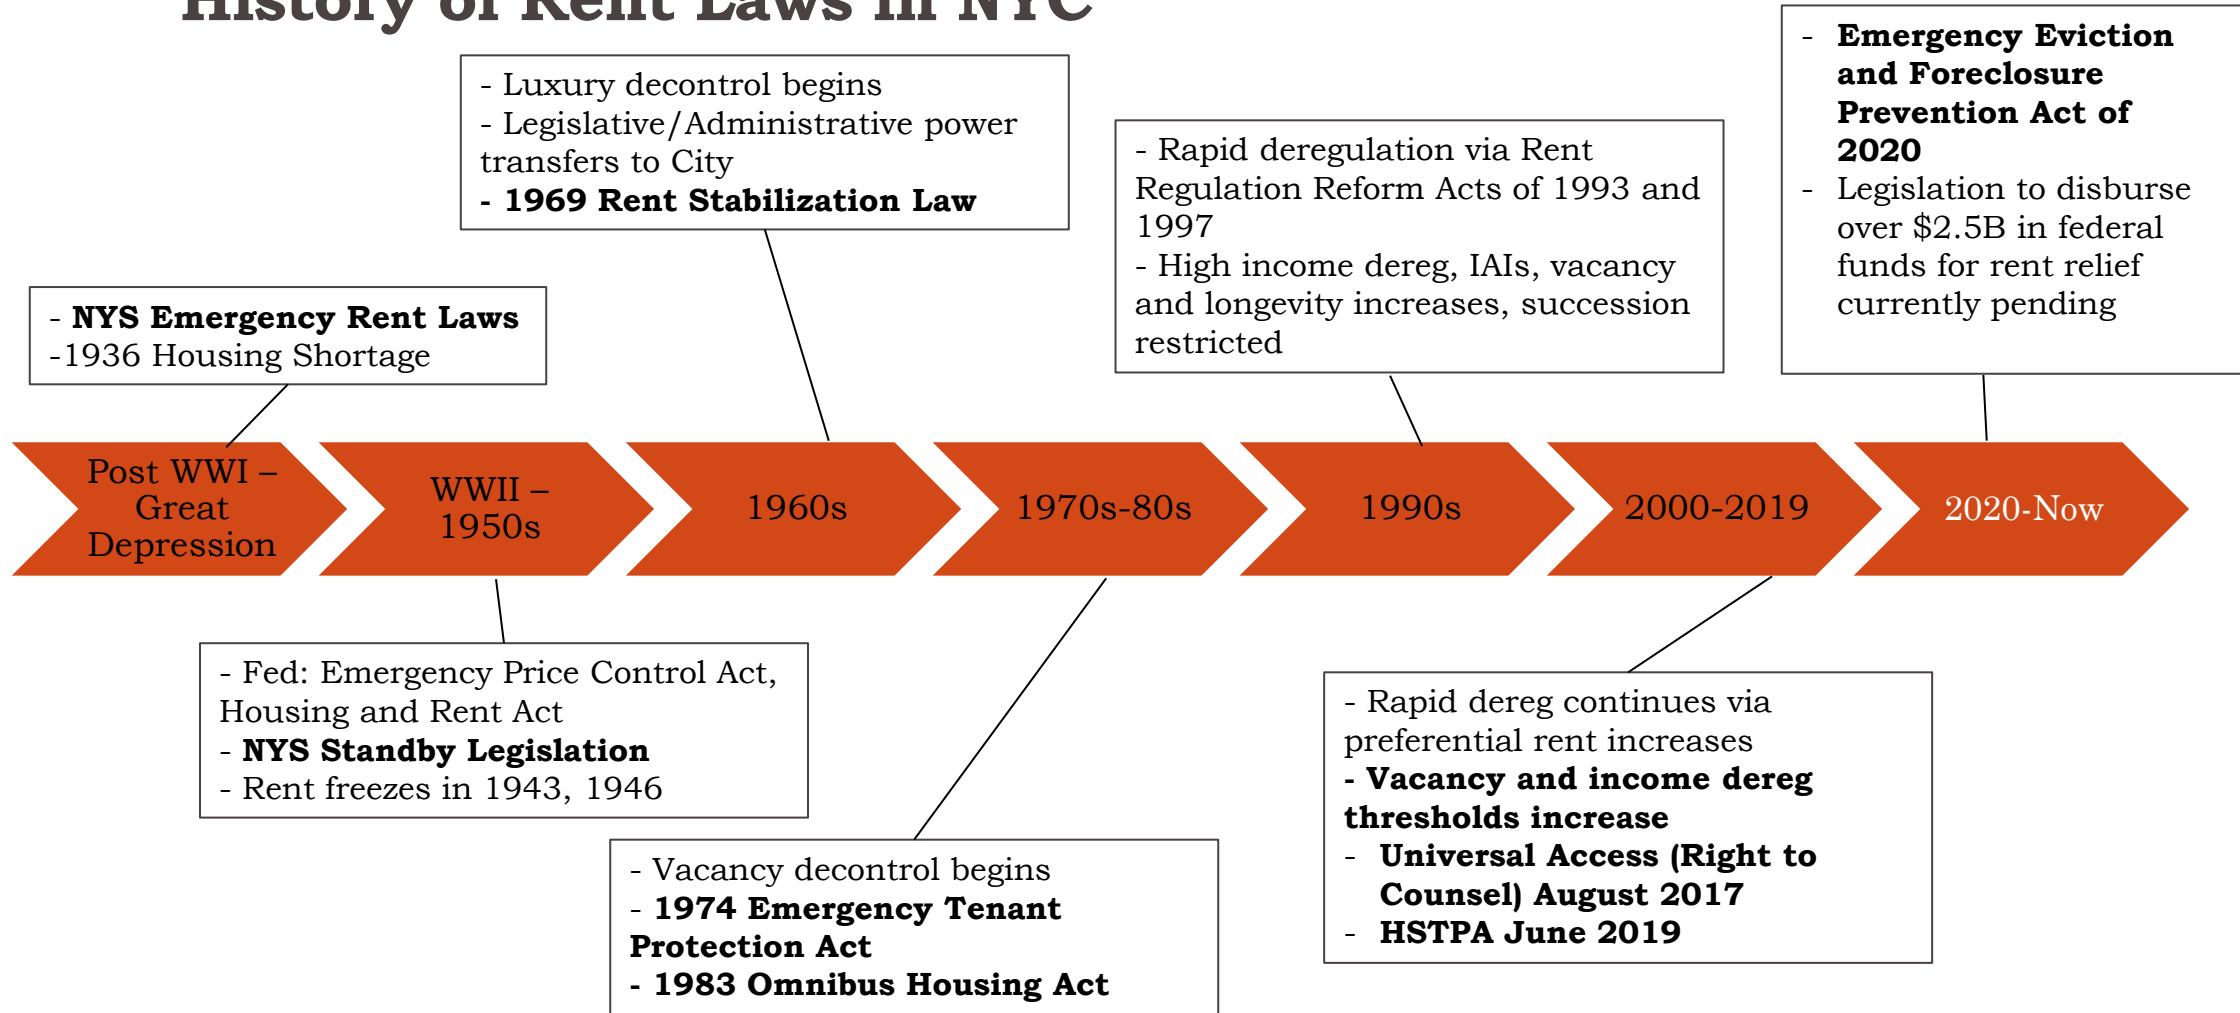 History of Rent Laws in NYC
- Luxury decontrol begins
- Legislative/Administrative power
transfers to City
- 1969 Rent Stabilization Law
- Emergency Eviction
and Foreclosure
Prevention Act of
2020
- Legislation to disburse
over $2.5B in federal
funds for rent relief
currently pending
- Rapid deregulation via Rent
Regulation Reform Acts of 1993 and
1997
- High income dereg, IAIs, vacancy
and longevity increases, succession
restricted
- NYS Emergency Rent Laws
-1936 Housing Shortage
Post WWI –
Great
Depression
WWII –
1950s
1960s
1970s-80s
1990s
2000-2019
2020-Now
- Fed: Emergency Price Control Act,
Housing and Rent Act
- NYS Standby Legislation
- Rent freezes in 1943, 1946
- Vacancy decontrol begins
- 1974 Emergency Tenant
Protection Act
- 1983 Omnibus Housing Act
- Rapid dereg continues via
preferential rent increases
- Vacancy and income dereg
thresholds increase
- Universal Access (Right to
Counsel) August 2017
- HSTPA June 2019